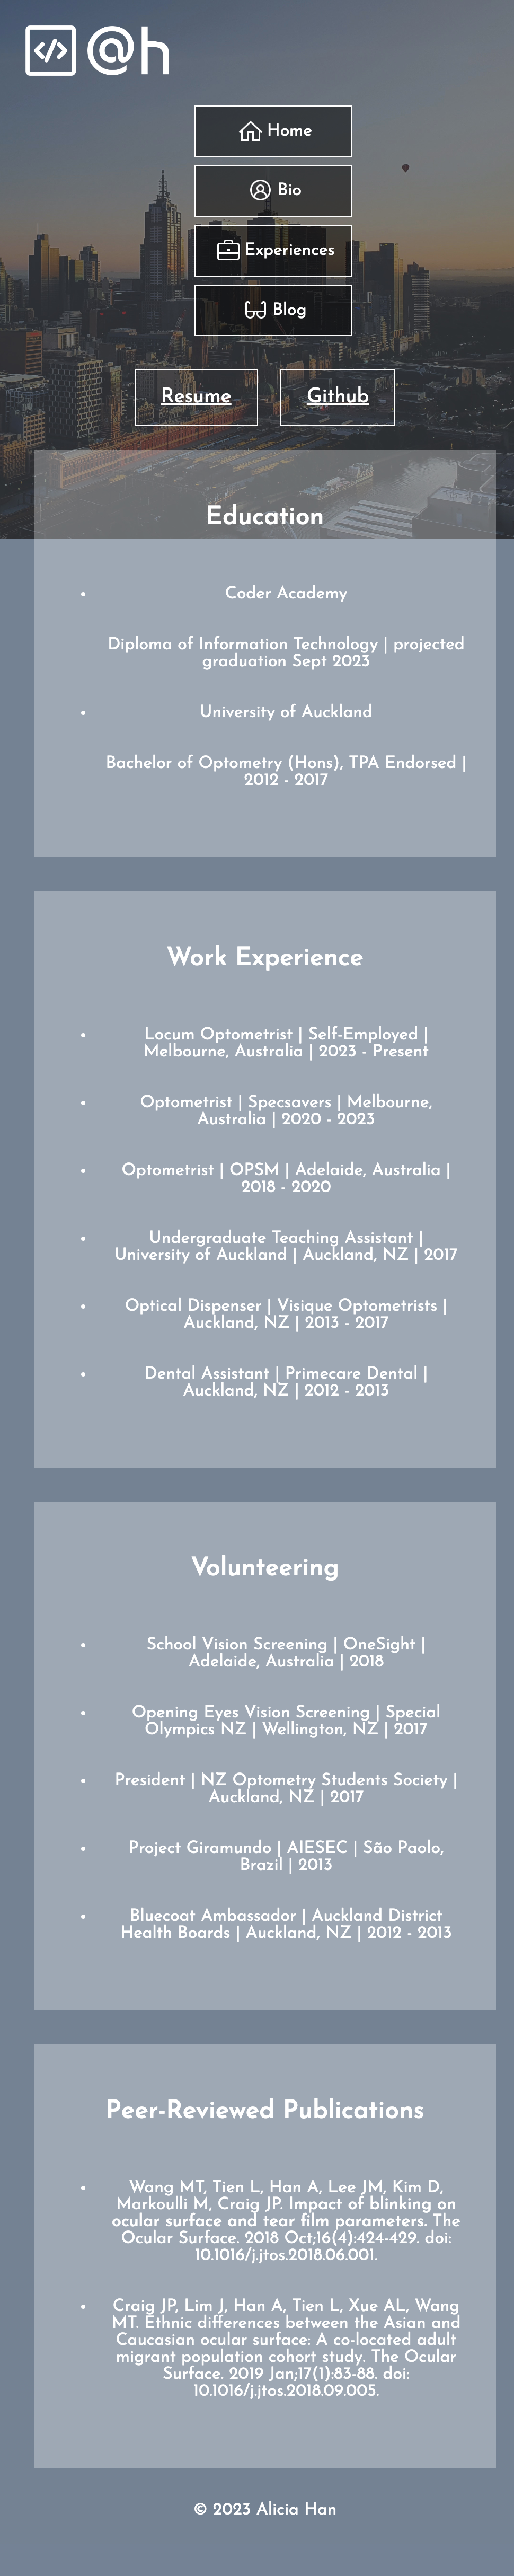 </> @h
Home
Bio
Experiences
Blog
Resume Github
Education
• Coder Academy
Diploma of Information Technology | projected
graduation Sept 2023
• University of Auckland
Bachelor of Optometry (Hons), TPA Endorsed |
2012 - 2017
Work Experience
• Locum Optometrist | Self-Employed |
Melbourne, Australia | 2023 - Present
• Optometrist | Specsavers | Melbourne,
Australia | 2020 - 2023
• Optometrist | OPSM | Adelaide, Australia |
2018 - 2020
• Undergraduate Teaching Assistant |
University of Auckland | Auckland, NZ | 2017
• Optical Dispenser | Visique Optometrists |
Auckland, NZ | 2013 - 2017
• Dental Assistant | Primecare Dental |
Auckland, NZ | 2012 - 2013
Volunteering
• School Vision Screening | OneSight |
Adelaide, Australia | 2018
• Opening Eyes Vision Screening | Special
Olympics NZ | Wellington, NZ | 2017
• President | NZ Optometry Students Society |
Auckland, NZ | 2017
• Project Giramundo | AIESEC | São Paolo,
Brazil | 2013
• Bluecoat Ambassador | Auckland District
Health Boards | Auckland, NZ | 2012 - 2013
Peer-Reviewed Publications
• Wang MT, Tien L, Han A, Lee JM, Kim D,
Markoulli M, Craig JP. Impact of blinking on
ocular surface and tear film parameters. The
Ocular Surface. 2018 Oct;16(4):424-429. doi:
10.1016/j.jtos.2018.06.001.
• Craig JP, Lim J, Han A, Tien L, Xue AL, Wang
MT. Ethnic differences between the Asian and
Caucasian ocular surface: A co-located adult
migrant population cohort study. The Ocular
Surface. 2019 Jan;17(1):83-88. doi:
10.1016/j.jtos.2018.09.005.
© 2023 Alicia Han